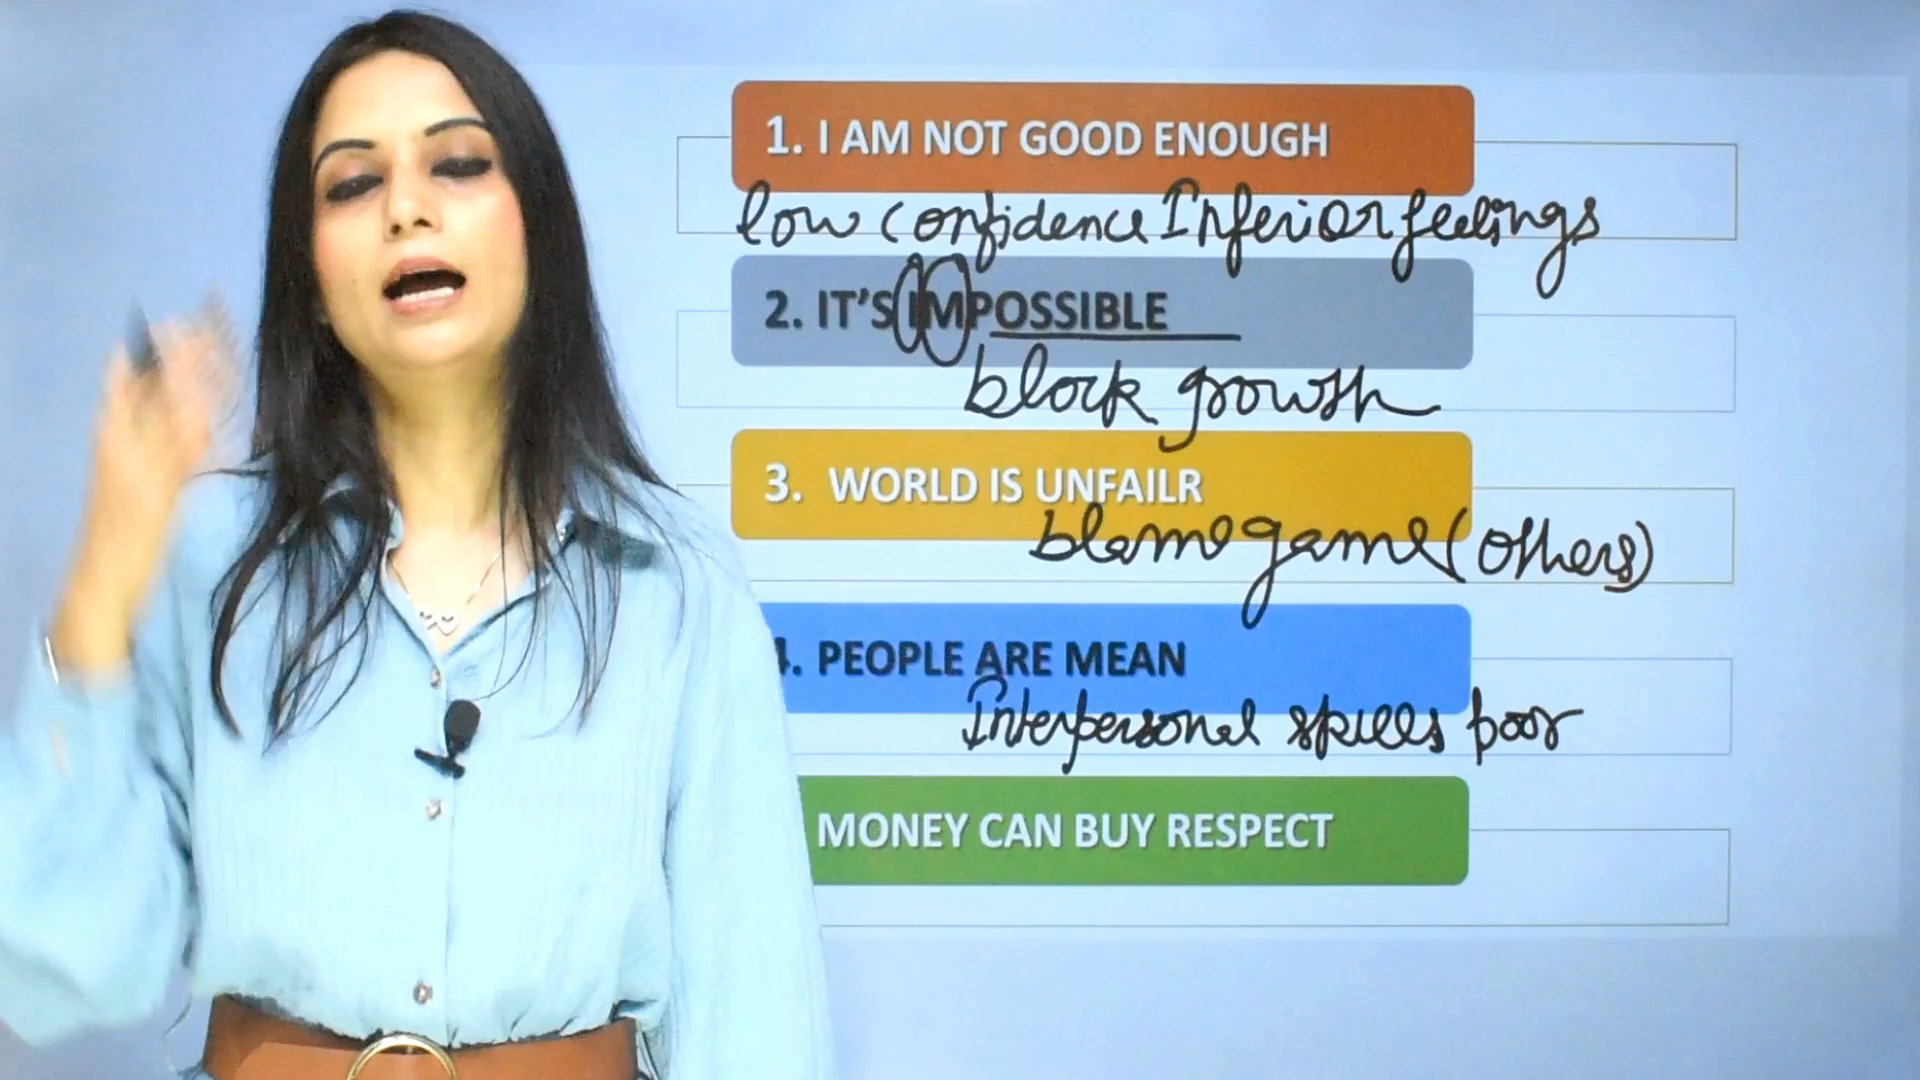 1. I AM NOT GOOD ENOUGH
low confidence Inferior feelings
2. IT'S IMPOSSIBLE
block growth
3. WORLD IS UNFAILR
blame game (others)
4. PEOPLE ARE MEAN
Interpersonal skills poor
MONEY CAN BUY RESPECT